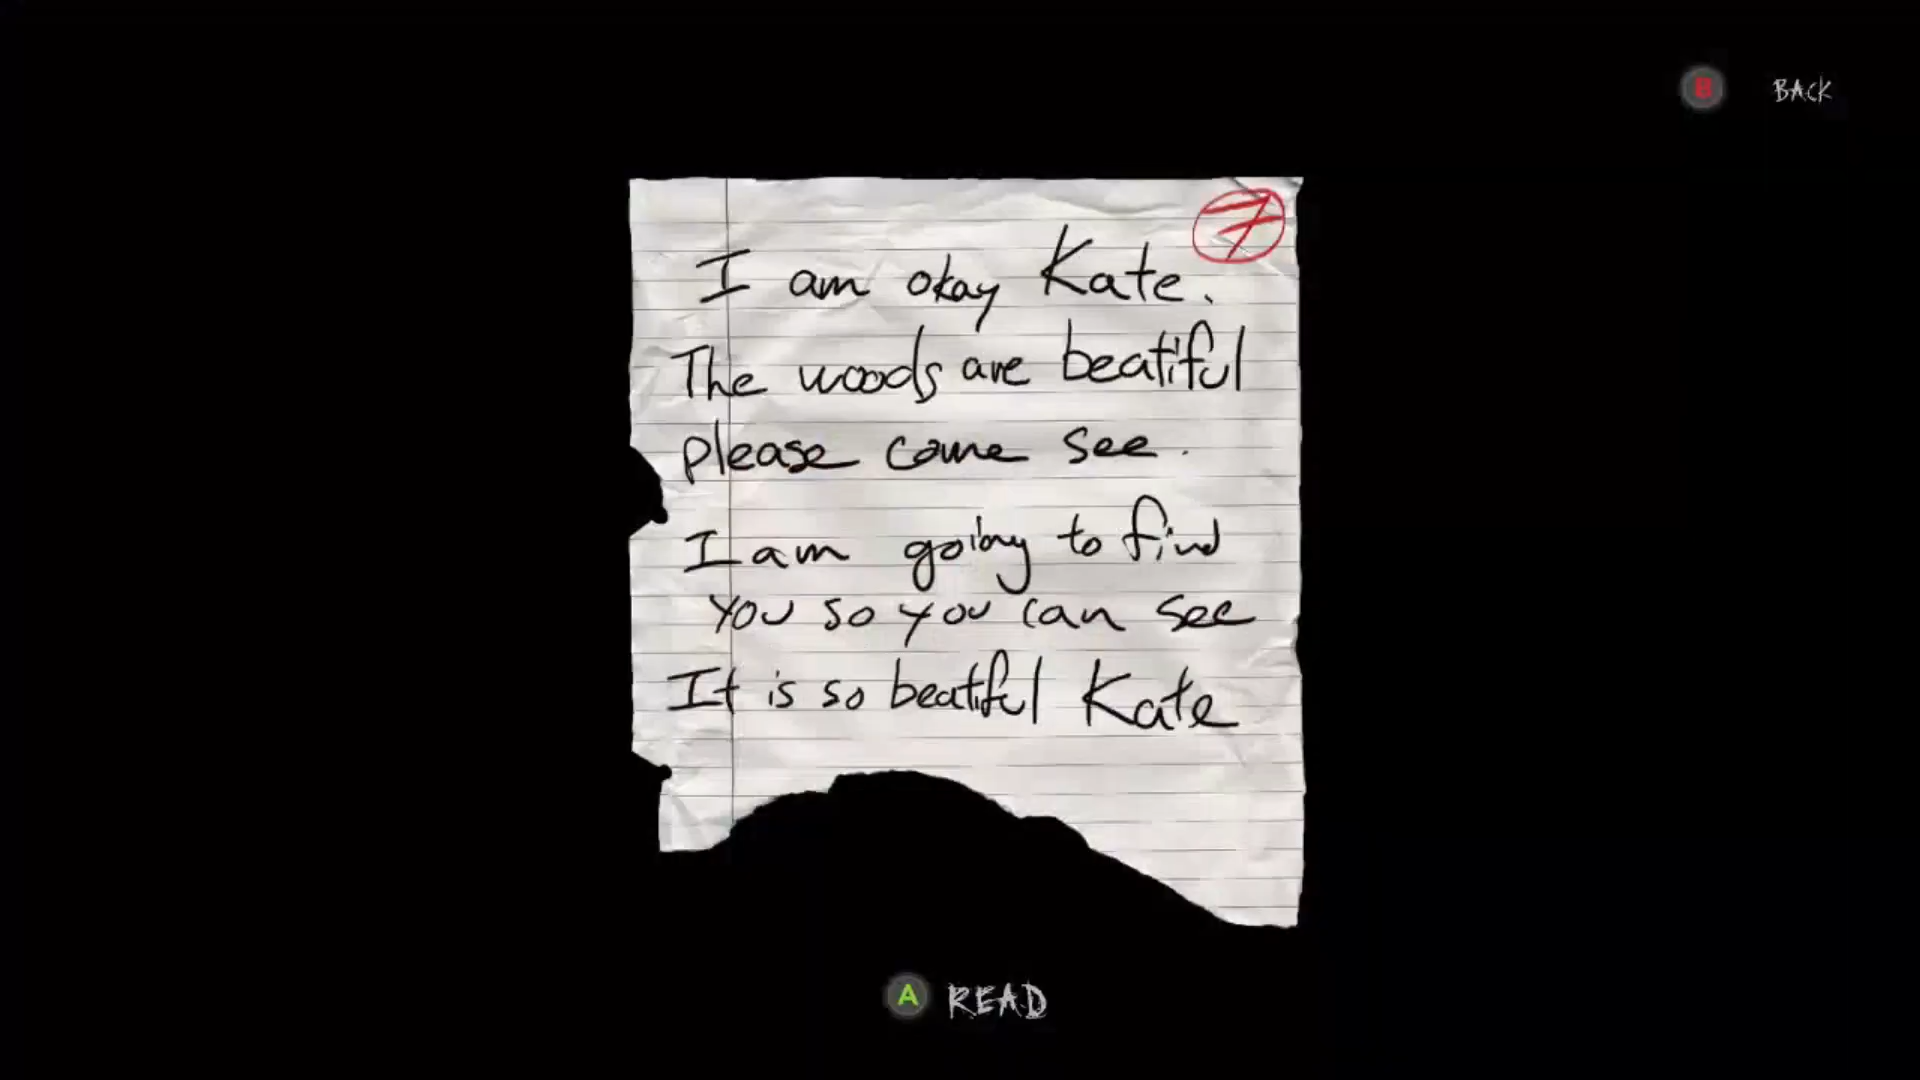 B BACK
7
I am okay Kate.
The woods are beatiful
please come see.
I am going to find
you so you can see
It is so beatiful Kate
A READ